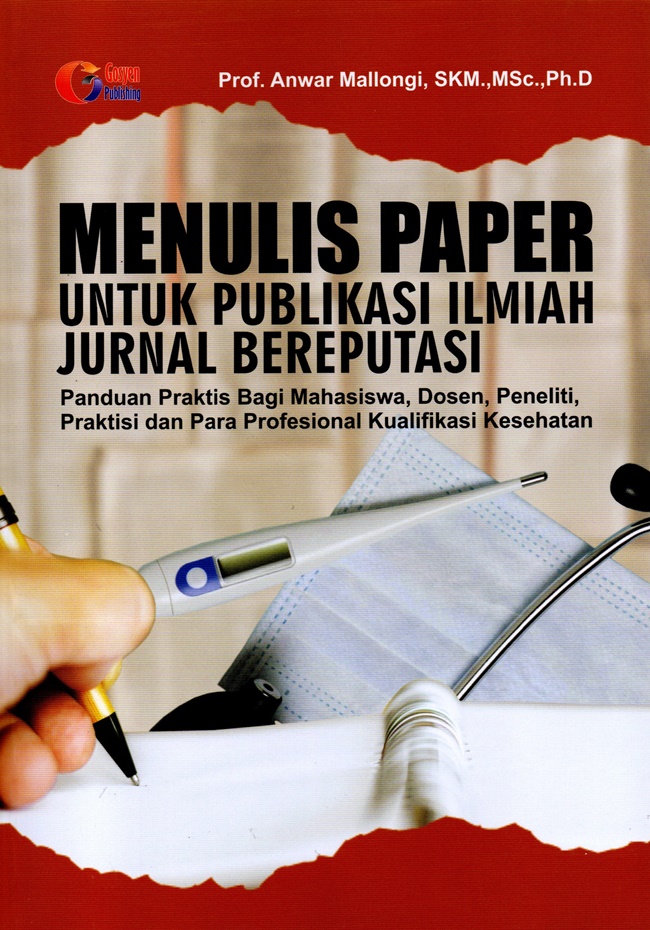 Gosyen
Publishing
Prof. Anwar Mallongi, SKM.,MSc.,Ph.D
MENULIS PAPER
UNTUK PUBLIKASI ILMIAH
JURNAL BEREPUTASI
Panduan Praktis Bagi Mahasiswa, Dosen, Peneliti,
Praktisi dan Para Profesional Kualifikasi Kesehatan